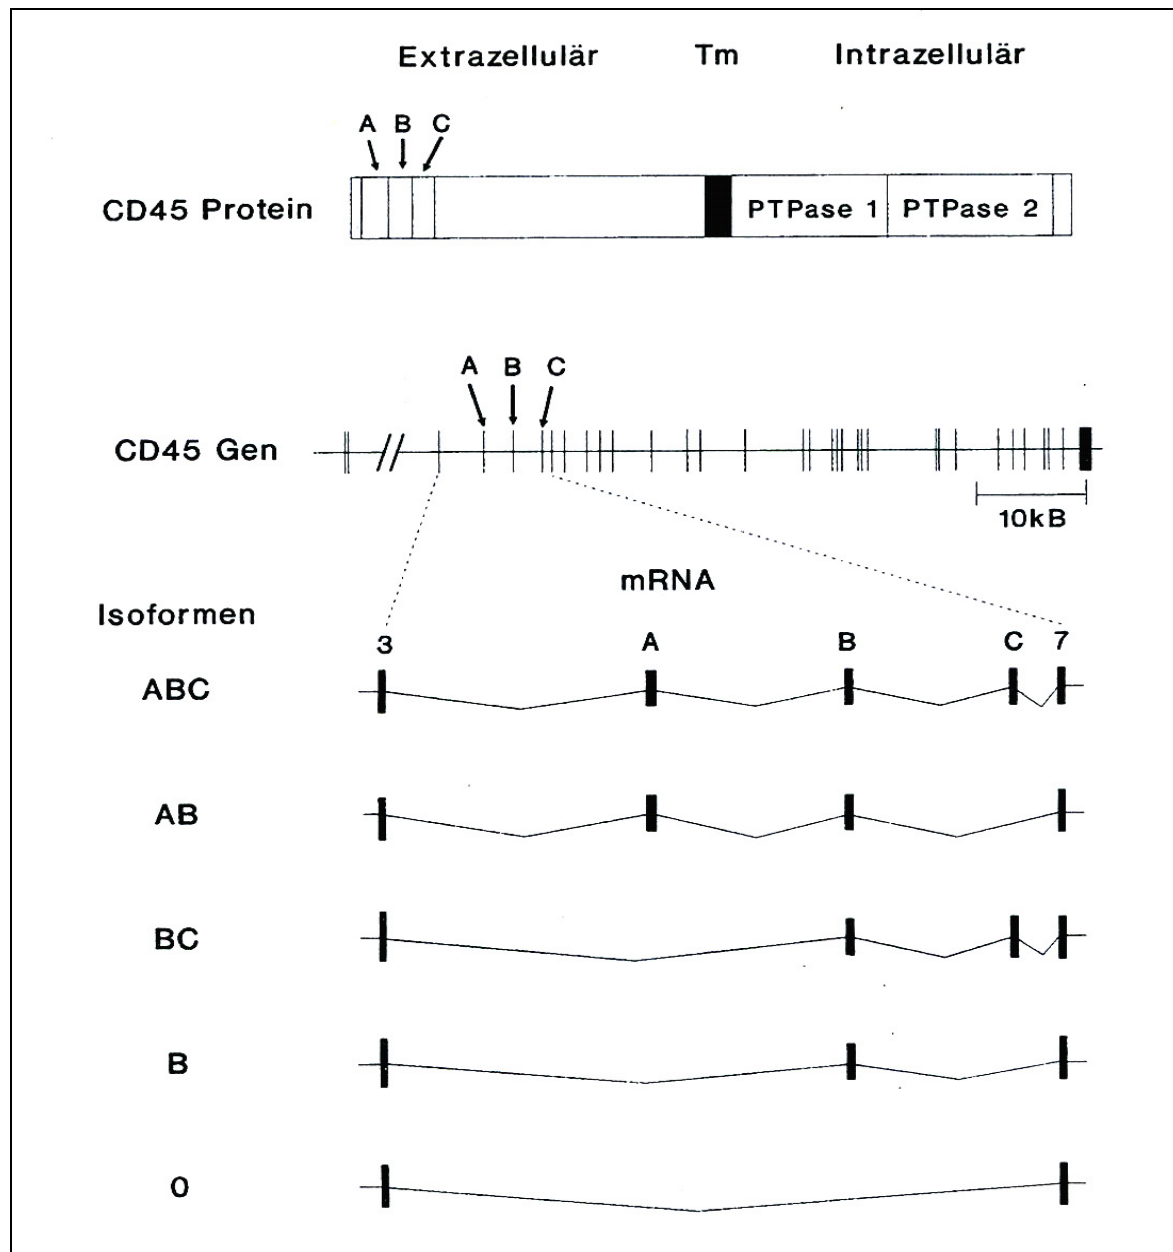 Extrazellulär Tm Intrazellulär
A B C
CD45 Protein PTPase 1 PTPase 2
A B C
CD45 Gen
10kB
mRNA
Isoformen
3 A B C 7
ABC
AB
BC
B
0